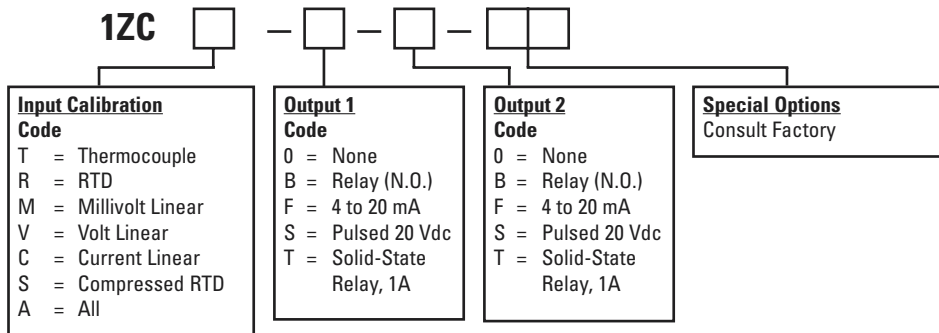 1ZC – – –
Input Calibration
Code
T = Thermocouple
R = RTD
M = Millivolt Linear
V = Volt Linear
C = Current Linear
S = Compressed RTD
A = All
Output 1
Code
0 = None
B = Relay (N.O.)
F = 4 to 20 mA
S = Pulsed 20 Vdc
T = Solid-State
Relay, 1A
Output 2
Code
0 = None
B = Relay (N.O.)
F = 4 to 20 mA
S = Pulsed 20 Vdc
T = Solid-State
Relay, 1A
Special Options
Consult Factory